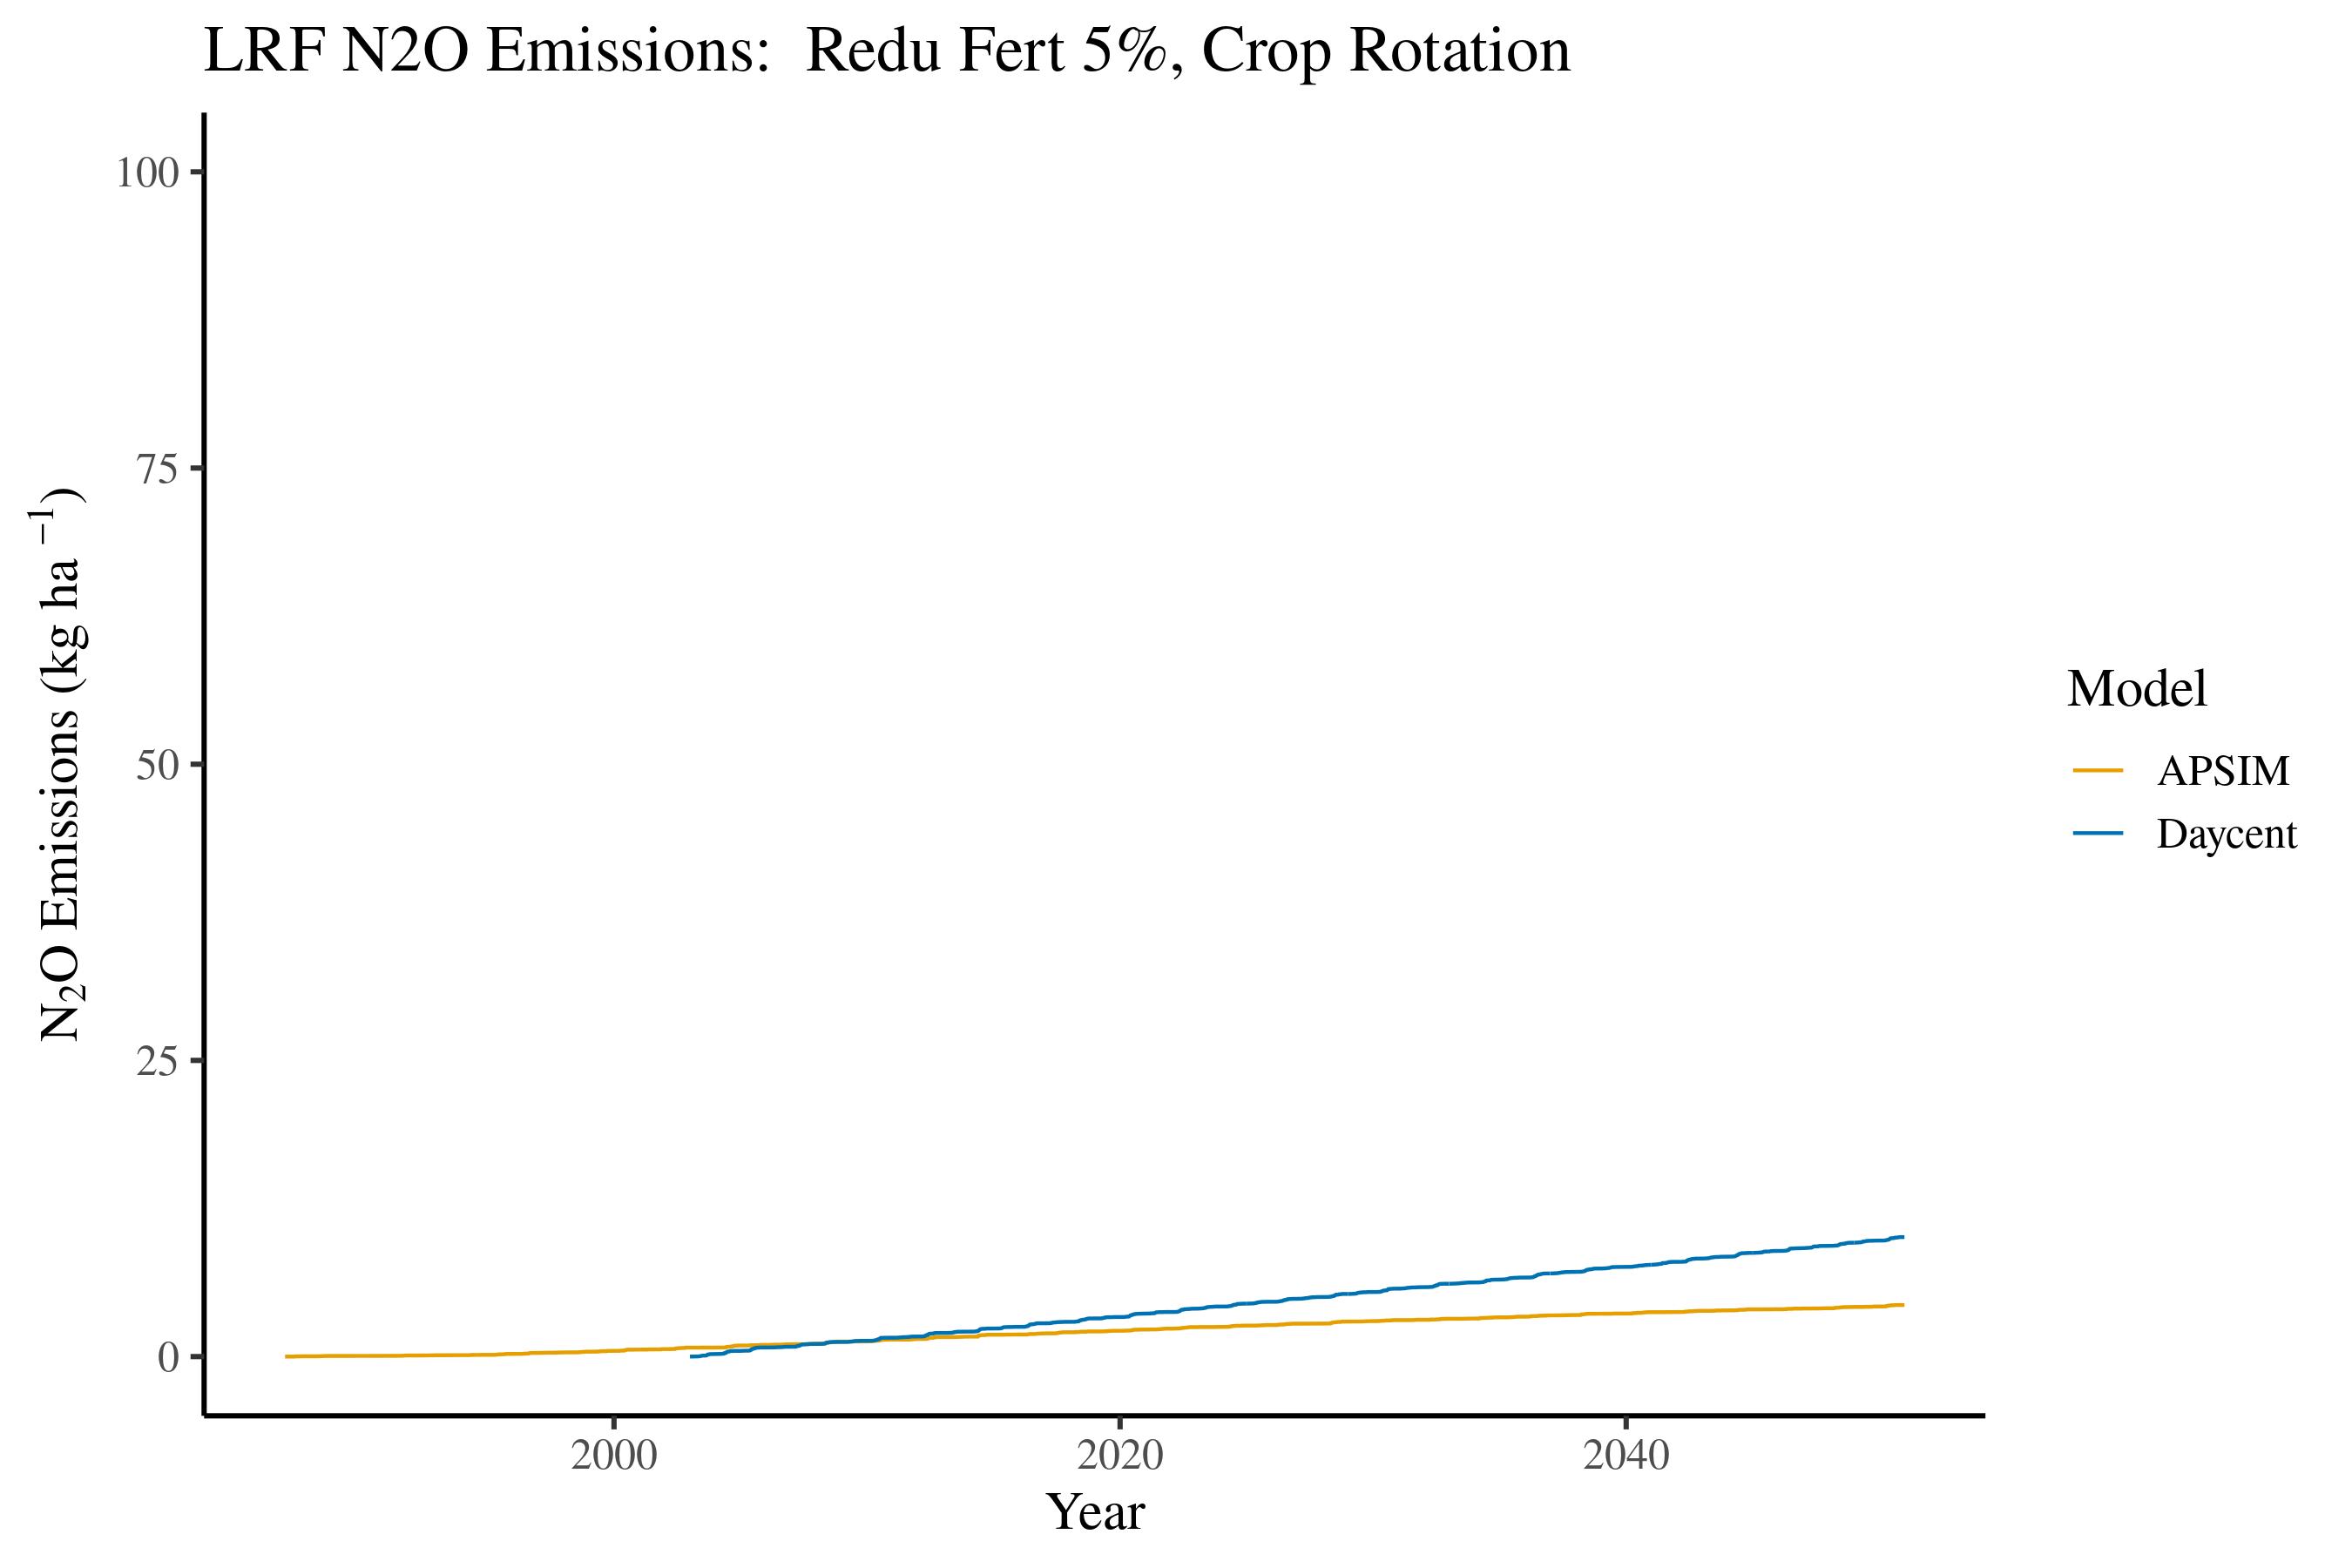 LRF N2O Emissions:  Redu Fert 5%, Crop Rotation
100
75
50
25
0
N₂O Emissions (kg ha ⁻¹)
2000 2020 2040
Year
Model
APSIM
Daycent